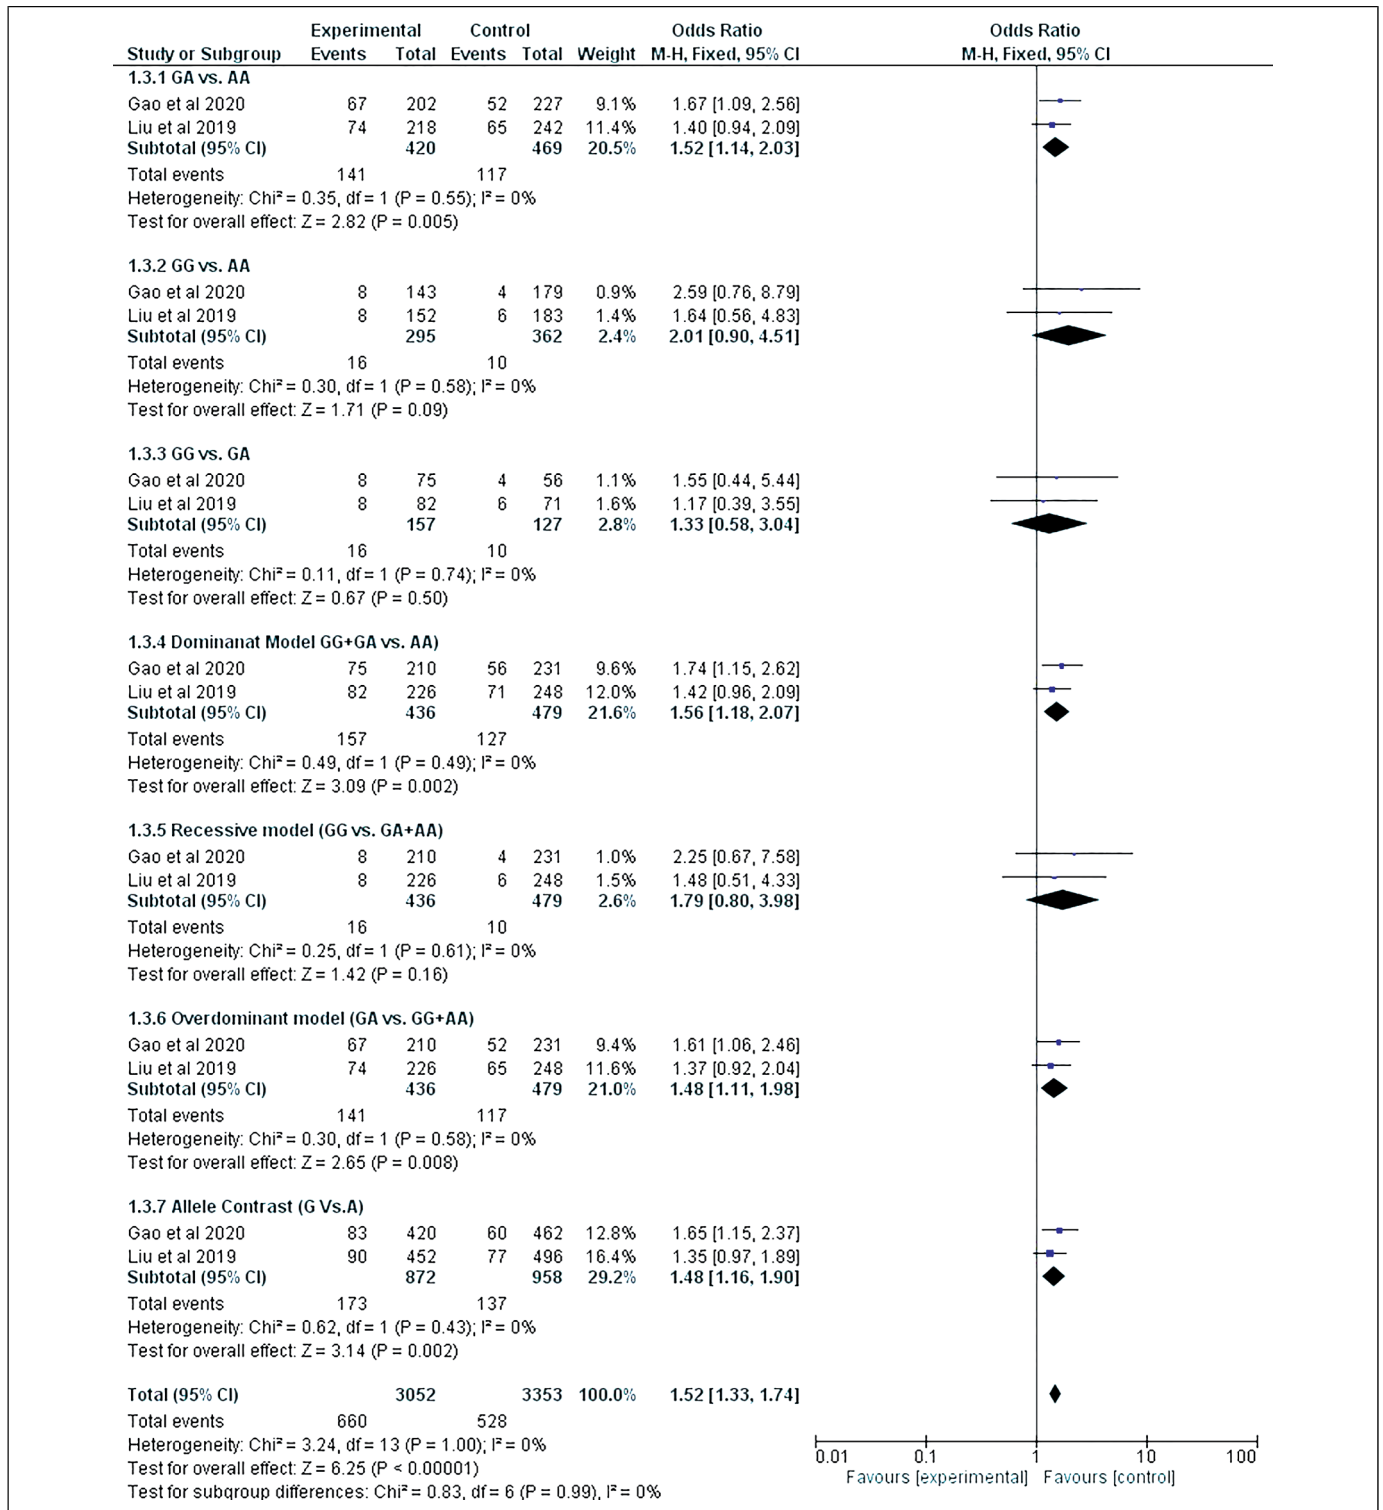 Experimental Control Odds Ratio Odds Ratio
Study or Subgroup Events Total Events Total Weight M-H, Fixed, 95% CI M-H, Fixed, 95% CI
1.3.1 GA vs. AA
Gao et al 2020 67 202 52 227 9.1% 1.67 [1.09, 2.56]
Liu et al 2019 74 218 65 242 11.4% 1.40 [0.94, 2.09]
Subtotal (95% CI) 420 469 20.5% 1.52 [1.14, 2.03]
Total events 141 117
Heterogeneity: Chi² = 0.35, df = 1 (P = 0.55); I² = 0%
Test for overall effect: Z = 2.82 (P = 0.005)
1.3.2 GG vs. AA
Gao et al 2020 8 143 4 179 0.9% 2.59 [0.76, 8.79]
Liu et al 2019 8 152 6 183 1.4% 1.64 [0.56, 4.83]
Subtotal (95% CI) 295 362 2.4% 2.01 [0.90, 4.51]
Total events 16 10
Heterogeneity: Chi² = 0.30, df = 1 (P = 0.58); I² = 0%
Test for overall effect: Z = 1.71 (P = 0.09)
1.3.3 GG vs. GA
Gao et al 2020 8 75 4 56 1.1% 1.55 [0.44, 5.44]
Liu et al 2019 8 82 6 71 1.6% 1.17 [0.39, 3.55]
Subtotal (95% CI) 157 127 2.8% 1.33 [0.58, 3.04]
Total events 16 10
Heterogeneity: Chi² = 0.11, df = 1 (P = 0.74); I² = 0%
Test for overall effect: Z = 0.67 (P = 0.50)
1.3.4 Dominanat Model GG+GA vs. AA)
Gao et al 2020 75 210 56 231 9.6% 1.74 [1.15, 2.62]
Liu et al 2019 82 226 71 248 12.0% 1.42 [0.96, 2.09]
Subtotal (95% CI) 436 479 21.6% 1.56 [1.18, 2.07]
Total events 157 127
Heterogeneity: Chi² = 0.49, df = 1 (P = 0.49); I² = 0%
Test for overall effect: Z = 3.09 (P = 0.002)
1.3.5 Recessive model (GG vs. GA+AA)
Gao et al 2020 8 210 4 231 1.0% 2.25 [0.67, 7.58]
Liu et al 2019 8 226 6 248 1.5% 1.48 [0.51, 4.33]
Subtotal (95% CI) 436 479 2.6% 1.79 [0.80, 3.98]
Total events 16 10
Heterogeneity: Chi² = 0.25, df = 1 (P = 0.61); I² = 0%
Test for overall effect: Z = 1.42 (P = 0.16)
1.3.6 Overdominant model (GA vs. GG+AA)
Gao et al 2020 67 210 52 231 9.4% 1.61 [1.06, 2.46]
Liu et al 2019 74 226 65 248 11.6% 1.37 [0.92, 2.04]
Subtotal (95% CI) 436 479 21.0% 1.48 [1.11, 1.98]
Total events 141 117
Heterogeneity: Chi² = 0.30, df = 1 (P = 0.58); I² = 0%
Test for overall effect: Z = 2.65 (P = 0.008)
1.3.7 Allele Contrast (G Vs.A)
Gao et al 2020 83 420 60 462 12.8% 1.65 [1.15, 2.37]
Liu et al 2019 90 452 77 496 16.4% 1.35 [0.97, 1.89]
Subtotal (95% CI) 872 958 29.2% 1.48 [1.16, 1.90]
Total events 173 137
Heterogeneity: Chi² = 0.62, df = 1 (P = 0.43); I² = 0%
Test for overall effect: Z = 3.14 (P = 0.002)
Total (95% CI) 3052 3353 100.0% 1.52 [1.33, 1.74]
Total events 660 528
Heterogeneity: Chi² = 3.24, df = 13 (P = 1.00); I² = 0%
Test for overall effect: Z = 6.25 (P < 0.00001)
Test for subgroup differences: Chi² = 0.83, df = 6 (P = 0.99), I² = 0%
0.01 0.1 1 10 100
Favours [experimental] Favours [control]